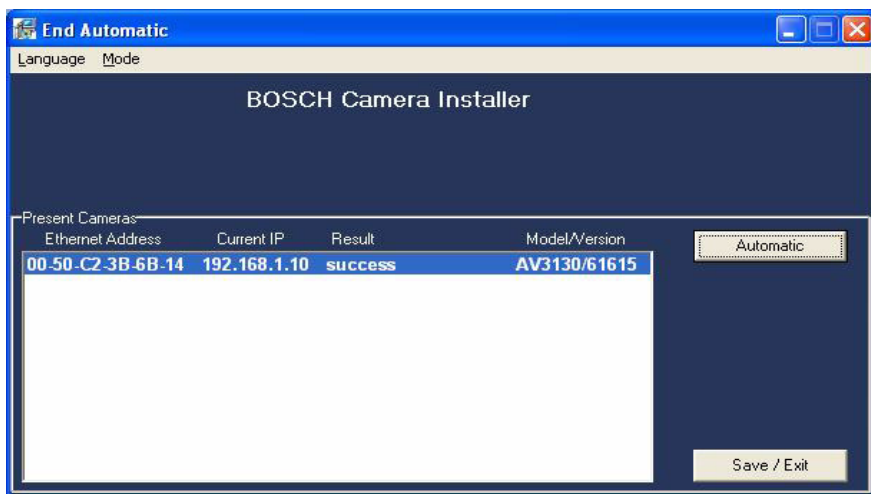 End Automatic
Language Mode
BOSCH Camera Installer
Present Cameras
Ethernet Address Current IP Result Model/Version
00-50-C2-3B-6B-14 192.168.1.10 success AV3130/61615
Automatic
Save / Exit